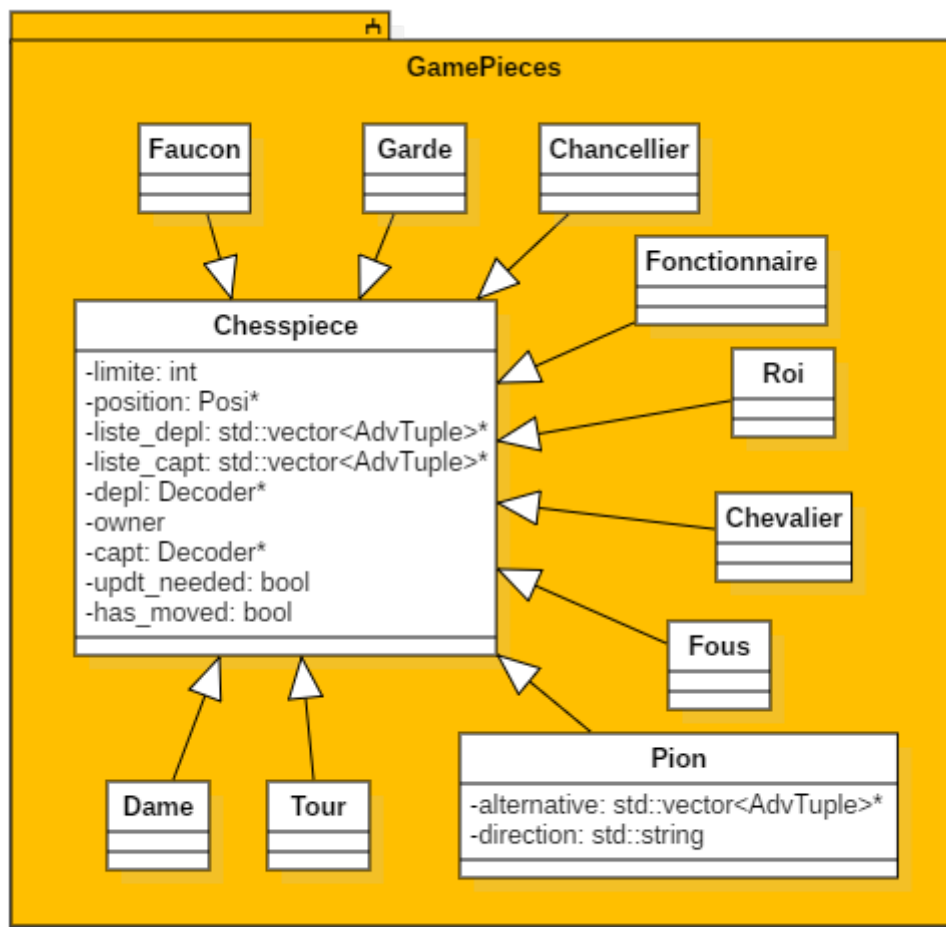 GamePieces
Faucon
Garde
Chancellier
Fonctionnaire
Chesspiece
-limite: int
-position: Posi*
-liste_depl: std::vector<AdvTuple>*
-liste_capt: std::vector<AdvTuple>*
-depl: Decoder*
-owner
-capt: Decoder*
-updt_needed: bool
-has_moved: bool
Roi
Chevalier
Fous
Pion
-alternative: std::vector<AdvTuple>*
-direction: std::string
Dame
Tour